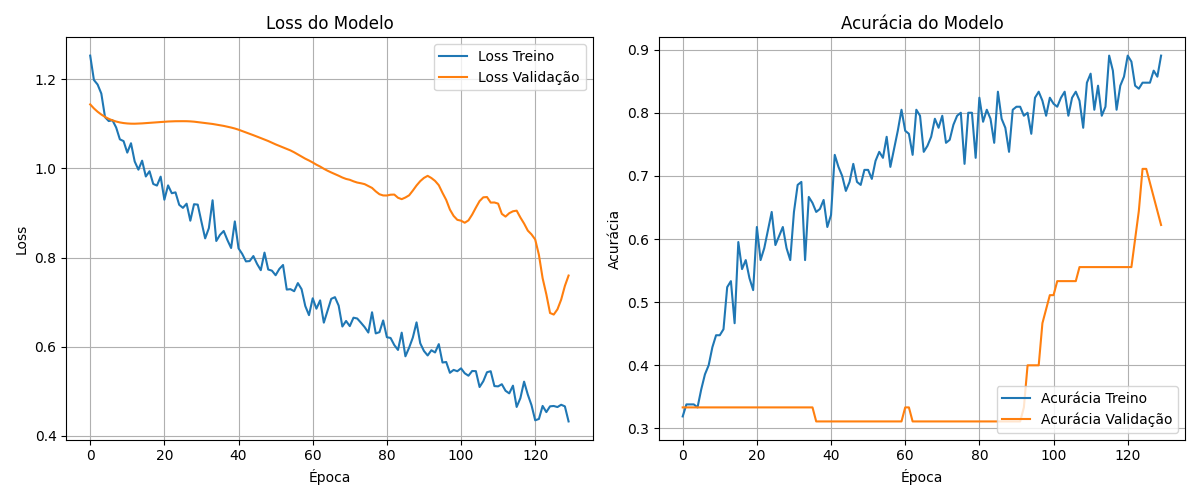 Loss do Modelo
Loss Treino
Loss Validação
1.2
1.0
0.8
0.6
0.4
Loss
0 20 40 60 80 100 120
Época
Acurácia do Modelo
0.9
0.8
0.7
0.6
0.5
0.4
0.3
Acurácia
Acurácia Treino
Acurácia Validação
0 20 40 60 80 100 120
Época